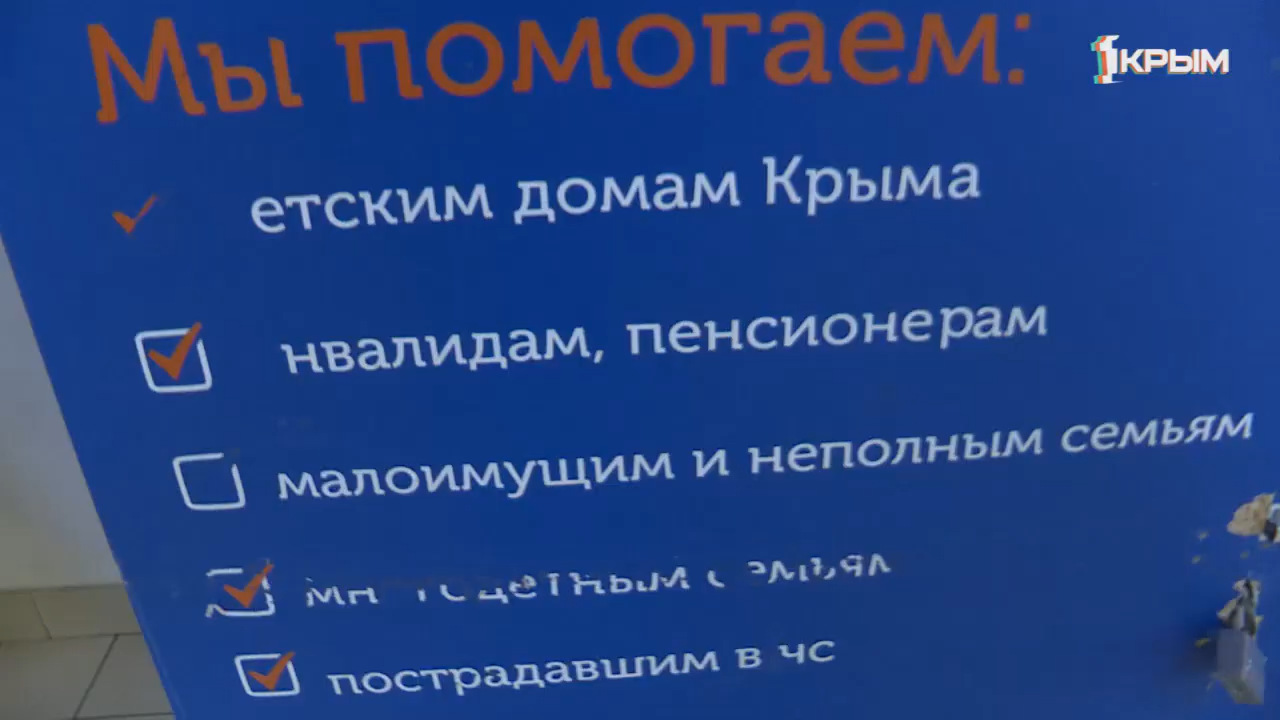 Мы помогаем:
1КРЫМ
етским домам Крыма
нвалидам, пенсионерам
малоимущим и неполным семьям
пострадавшим в чс